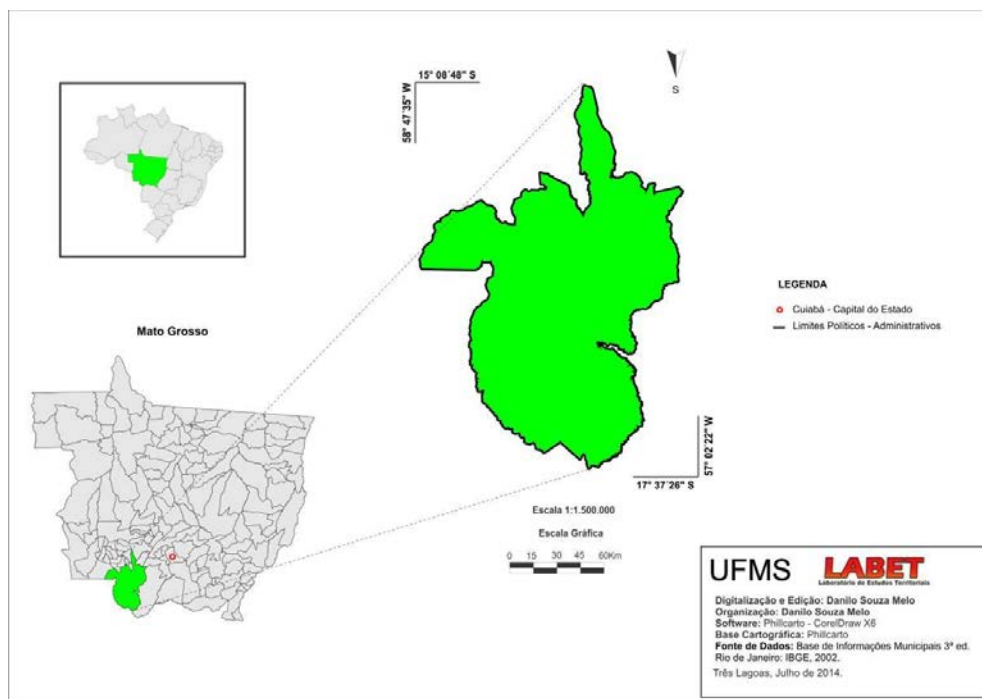 15° 08´48" S
58° 47´35" W
S
Mato Grosso
LEGENDA
Cuiabá - Capital do Estado
Limites Políticos - Administrativos
57° 02´22" W
17° 37´26" S
Escala 1:1.500.000
Escala Gráfica
0 15 30 45 60Km
UFMS LABET
Laboratório de Estudos Territoriais
Digitalização e Edição: Danilo Souza Melo
Organização: Danilo Souza Melo
Software: Phillcarto - CorelDraw X6
Base Cartográfica: Phillcarto
Fonte de Dados: Base de Informações Municipais 3ª ed.
Rio de Janeiro: IBGE, 2002.
Três Lagoas, Julho de 2014.